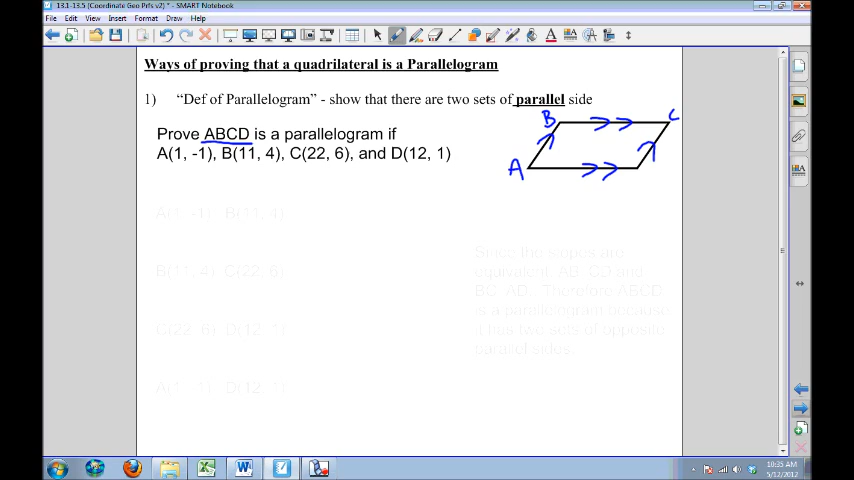 13.1-13.5 (Coordinate Geo Prfs v2) * - SMART Notebook
File Edit View Insert Format Draw Help
Ways of proving that a quadrilateral is a Parallelogram
1) “Def of Parallelogram” - show that there are two sets of parallel side
B C
Prove ABCD is a parallelogram if
A(1, -1), B(11, 4), C(22, 6), and D(12, 1)
A
A(1, -1) B(11, 4)
Since the slopes are
B(11, 4) C(22, 6)
equivalent, AB CD and
BC AD. Therefore ABCD
is a parallelogram because
C(22, 6) D(12, 1)
it has two sets of opposite
parallel sides.
A(1, -1) D(12, 1)
10:35 AM
5/12/2012